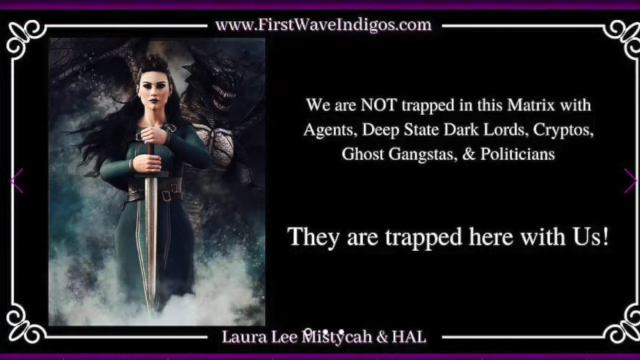 www.FirstWaveIndigos.com
We are NOT trapped in this Matrix with
Agents, Deep State Dark Lords, Cryptos,
Ghost Gangstas, & Politicians
They are trapped here with Us!
Laura Lee Mistycah & HAL